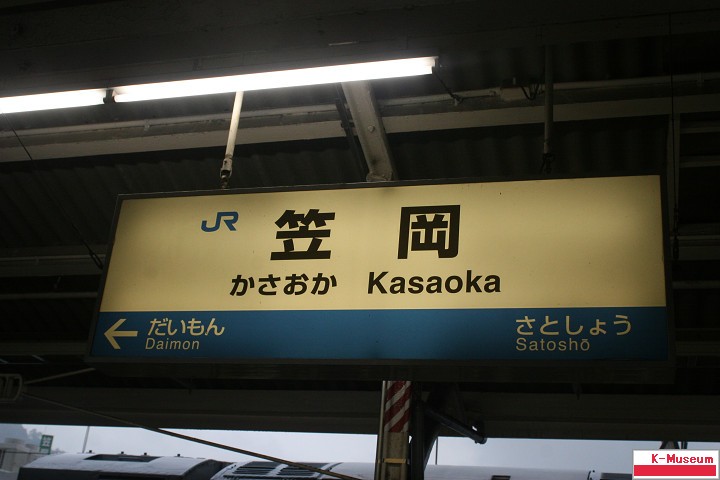 JR 笠岡
かさおか Kasaoka
← だいもん さとしょう
Daimon Satoshō
K-Museum